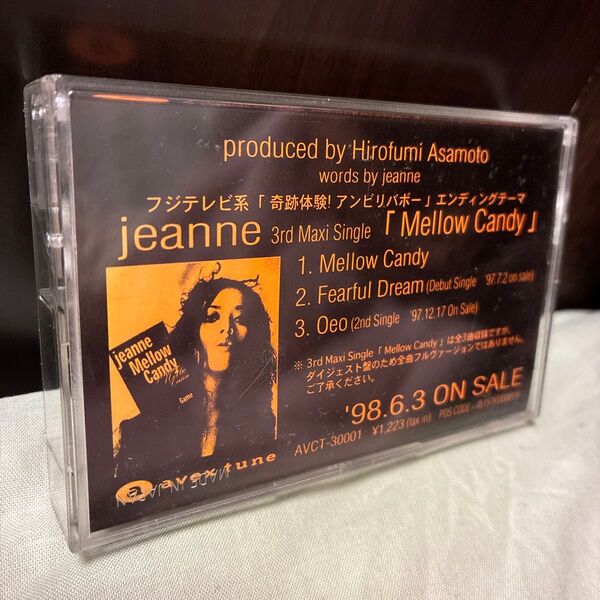 produced by Hirofumi Asamoto
words by jeanne
フジテレビ系「 奇跡体験! アンビリバボー 」エンディングテーマ
jeanne 3rd Maxi Single 「 Mellow Candy 」
1. Mellow Candy
2. Fearful Dream (Debut Single '97.7.2 on sale)
3. Oeo (2nd Single '97.12.17 On Sale)
※ 3rd Maxi Single「 Mellow Candy 」は全3曲収録ですが、
ダイジェスト盤のため全曲フルヴァージョンではありません。
ご了承ください。
'98.6.3 ON SALE
AVCT-30001 ¥1,223 (tax in) POS CODE :
jeanne
Mellow
Candy
Game
a avex tune
MADE IN JAPAN